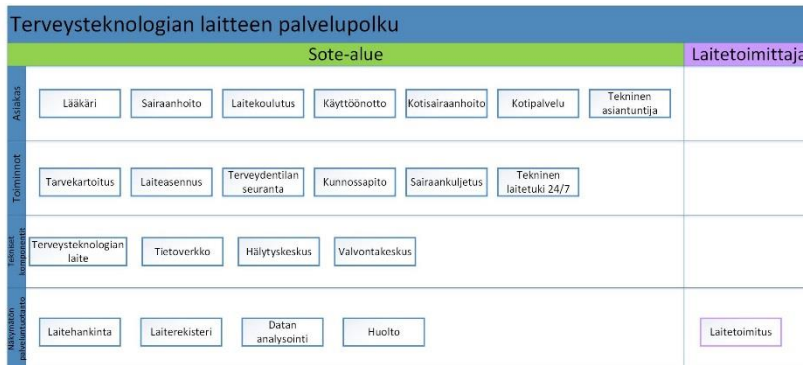 Terveysteknologian laitteen palvelupolku
Sote-alue
Laitetoimittaja
Asiakas
Lääkäri
Sairaanhoito
Laitekoulutus
Käyttöönotto
Kotisairaanhoito
Kotipalvelu
Tekninen
asiantuntija
Toiminnot
Tarvekartoitus
Laiteasennus
Terveydentilan
seuranta
Kunnossapito
Sairaankuljetus
Tekninen
laitetuki 24/7
Tekniset
komponentit
Terveysteknologian
laite
Tietoverkko
Hälytyskeskus
Valvontakeskus
Näkymätön
palveluntuotanto
Laitehankinta
Laiterekisteri
Datan
analysointi
Huolto
Laitetoimitus